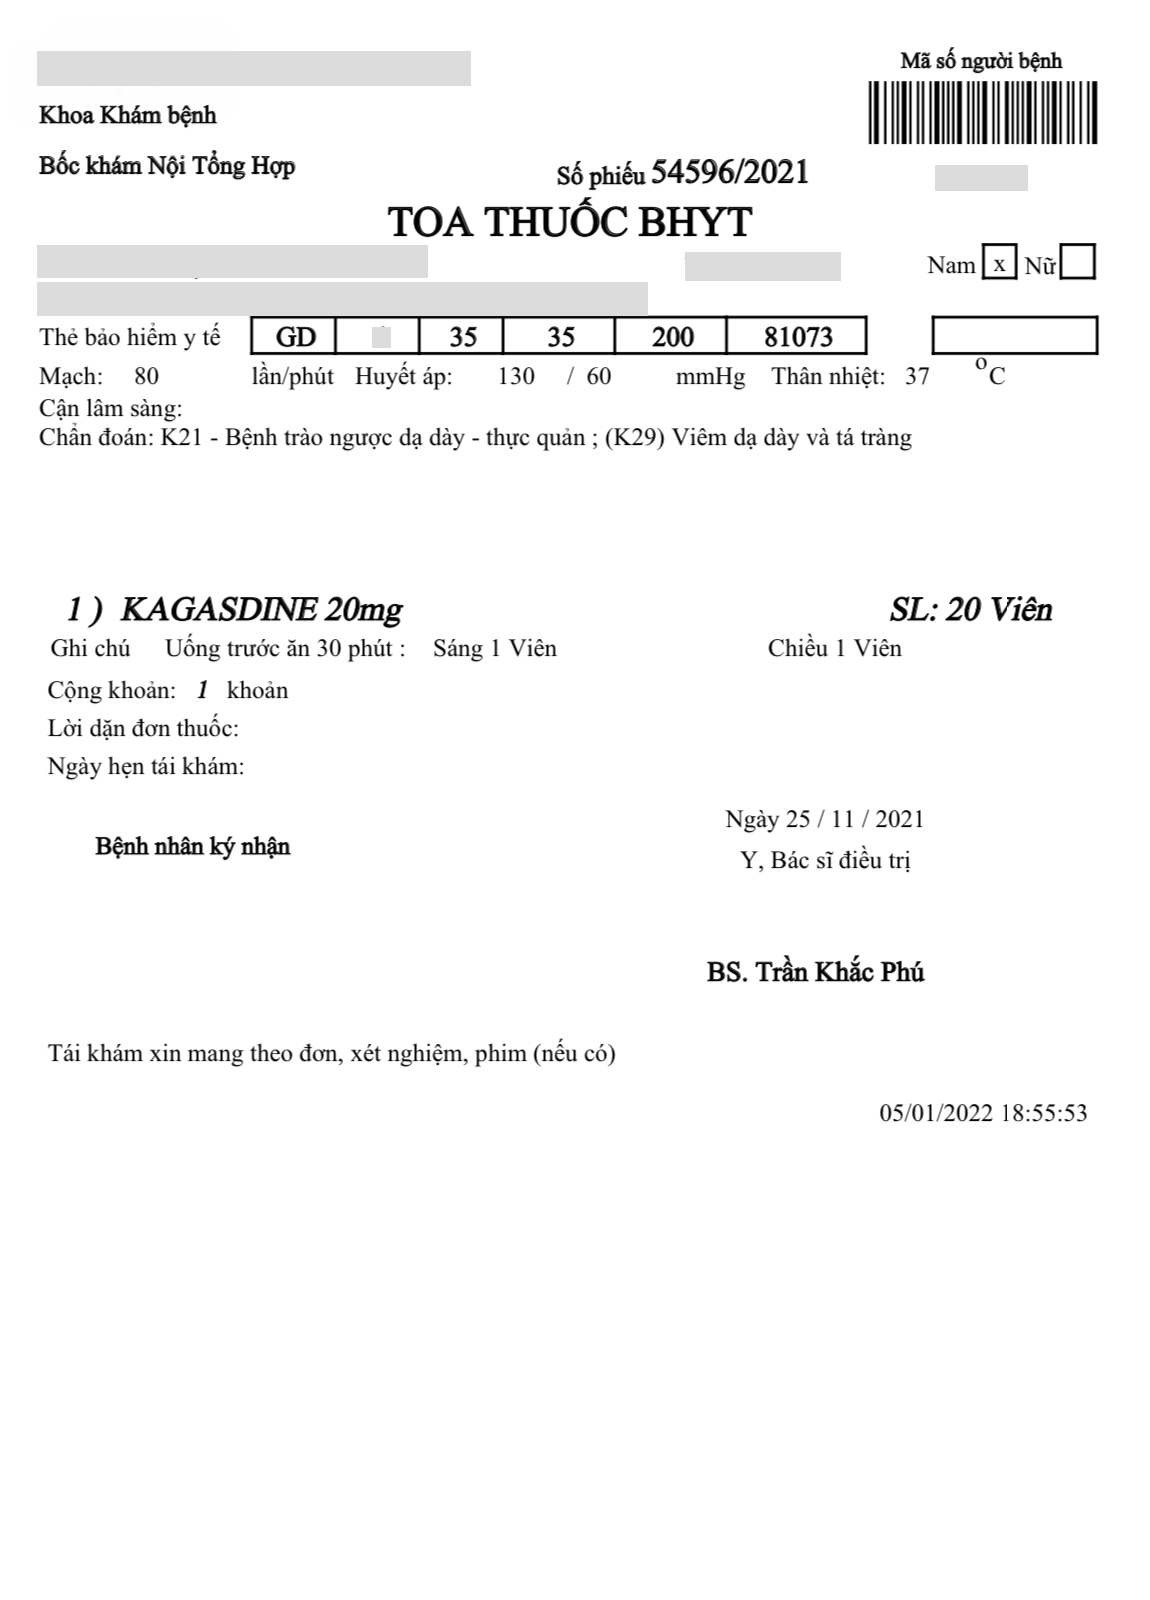 Mã số người bệnh
Khoa Khám bệnh
Bốc khám Nội Tổng Hợp
Số phiếu 54596/2021
TOA THUỐC BHYT
Nam x Nữ
Thẻ bảo hiểm y tế GD 35 35 200 81073
Mạch: 80 lần/phút Huyết áp: 130 / 60 mmHg Thân nhiệt: 37 °C
Cận lâm sàng:
Chẩn đoán: K21 - Bệnh trào ngược dạ dày - thực quản ; (K29) Viêm dạ dày và tá tràng
1 ) KAGASDINE 20mg SL: 20 Viên
Ghi chú Uống trước ăn 30 phút : Sáng 1 Viên Chiều 1 Viên
Cộng khoản: 1 khoản
Lời dặn đơn thuốc:
Ngày hẹn tái khám:
Ngày 25 / 11 / 2021
Bệnh nhân ký nhận
Y, Bác sĩ điều trị
BS. Trần Khắc Phú
Tái khám xin mang theo đơn, xét nghiệm, phim (nếu có)
05/01/2022 18:55:53